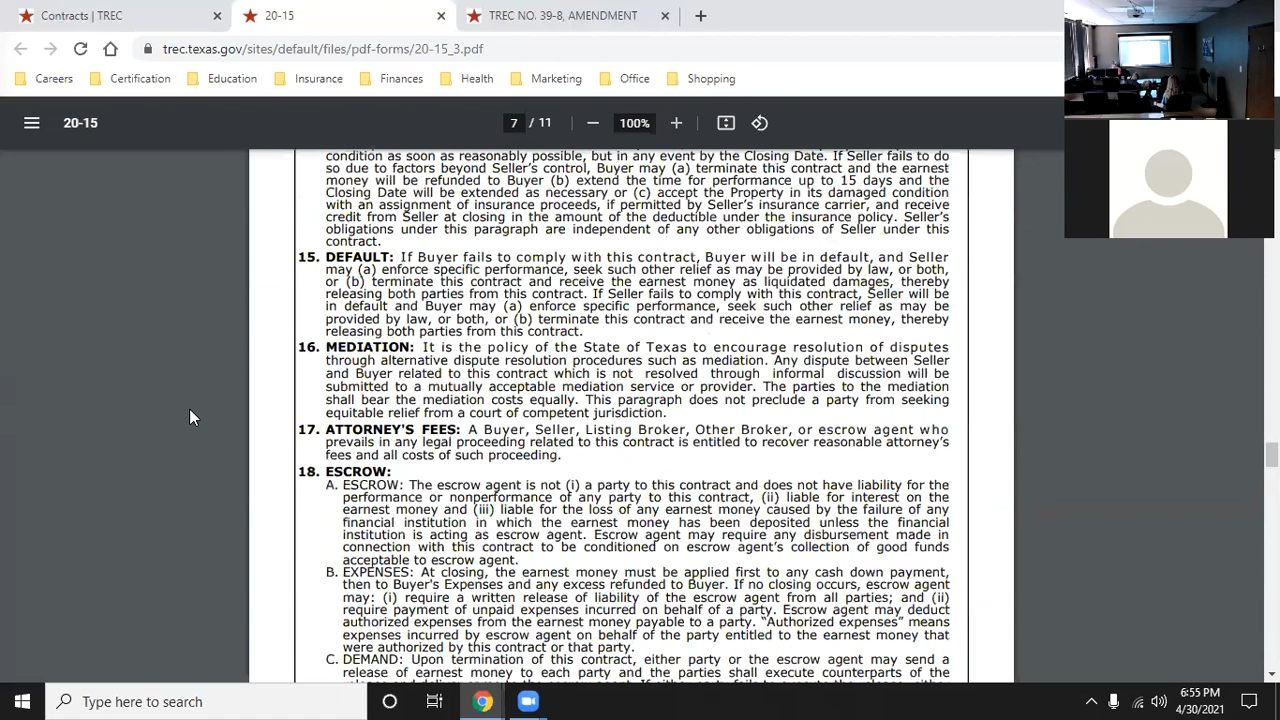 Contracts | TREC
20-15
TREC NO. 39-8, AMENDMENT
trec.texas.gov/sites/default/files/pdf-forms/20-15_3.pdf
Careers
Certification
Education
Insurance
Finances
Health
Marketing
Office
Shopping
20-15
7 / 11
100%
condition as soon as reasonably possible, but in any event by the Closing Date. If Seller fails to do
so due to factors beyond Seller's control, Buyer may (a) terminate this contract and the earnest
money will be refunded to Buyer (b) extend the time for performance up to 15 days and the
Closing Date will be extended as necessary or (c) accept the Property in its damaged condition
with an assignment of insurance proceeds, if permitted by Seller's insurance carrier, and receive
credit from Seller at closing in the amount of the deductible under the insurance policy. Seller's
obligations under this paragraph are independent of any other obligations of Seller under this
contract.
15. DEFAULT: If Buyer fails to comply with this contract, Buyer will be in default, and Seller
may (a) enforce specific performance, seek such other relief as may be provided by law, or both,
or (b) terminate this contract and receive the earnest money as liquidated damages, thereby
releasing both parties from this contract. If Seller fails to comply with this contract, Seller will be
in default and Buyer may (a) enforce specific performance, seek such other relief as may be
provided by law, or both, or (b) terminate this contract and receive the earnest money, thereby
releasing both parties from this contract.
16. MEDIATION: It is the policy of the State of Texas to encourage resolution of disputes
through alternative dispute resolution procedures such as mediation. Any dispute between Seller
and Buyer related to this contract which is not resolved through informal discussion will be
submitted to a mutually acceptable mediation service or provider. The parties to the mediation
shall bear the mediation costs equally. This paragraph does not preclude a party from seeking
equitable relief from a court of competent jurisdiction.
17. ATTORNEY'S FEES: A Buyer, Seller, Listing Broker, Other Broker, or escrow agent who
prevails in any legal proceeding related to this contract is entitled to recover reasonable attorney's
fees and all costs of such proceeding.
18. ESCROW:
A. ESCROW: The escrow agent is not (i) a party to this contract and does not have liability for the
performance or nonperformance of any party to this contract, (ii) liable for interest on the
earnest money and (iii) liable for the loss of any earnest money caused by the failure of any
financial institution in which the earnest money has been deposited unless the financial
institution is acting as escrow agent. Escrow agent may require any disbursement made in
connection with this contract to be conditioned on escrow agent's collection of good funds
acceptable to escrow agent.
B. EXPENSES: At closing, the earnest money must be applied first to any cash down payment,
then to Buyer's Expenses and any excess refunded to Buyer. If no closing occurs, escrow agent
may: (i) require a written release of liability of the escrow agent from all parties; and (ii)
require payment of unpaid expenses incurred on behalf of a party. Escrow agent may deduct
authorized expenses from the earnest money payable to a party. "Authorized expenses" means
expenses incurred by escrow agent on behalf of the party entitled to the earnest money that
were authorized by this contract or that party.
C. DEMAND: Upon termination of this contract, either party or the escrow agent may send a
release of earnest money to each party and the parties shall execute counterparts of the
Type here to search
6:55 PM
4/30/2021